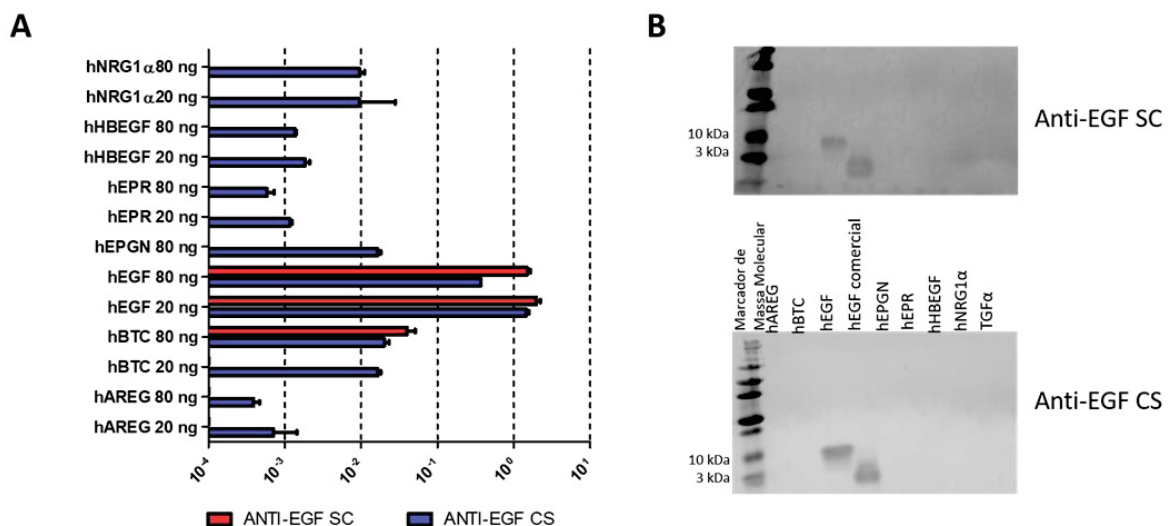 A
hNRG1α80 ng
hNRG1α20 ng
hHBEGF 80 ng
hHBEGF 20 ng
hEPR 80 ng
hEPR 20 ng
hEPGN 80 ng
hEGF 80 ng
hEGF 20 ng
hBTC 80 ng
hBTC 20 ng
hAREG 80 ng
hAREG 20 ng
10-4 10-3 10-2 10-1 100 101
ANTI-EGF SC ANTI-EGF CS
B
10 kDa
3 kDa
Anti-EGF SC
Marcador de
Massa Molecular
hAREG
hBTC
hEGF
hEGF comercial
hEPGN
hEPR
hHBEGF
hNRG1α
TGFα
10 kDa
3 kDa
Anti-EGF CS